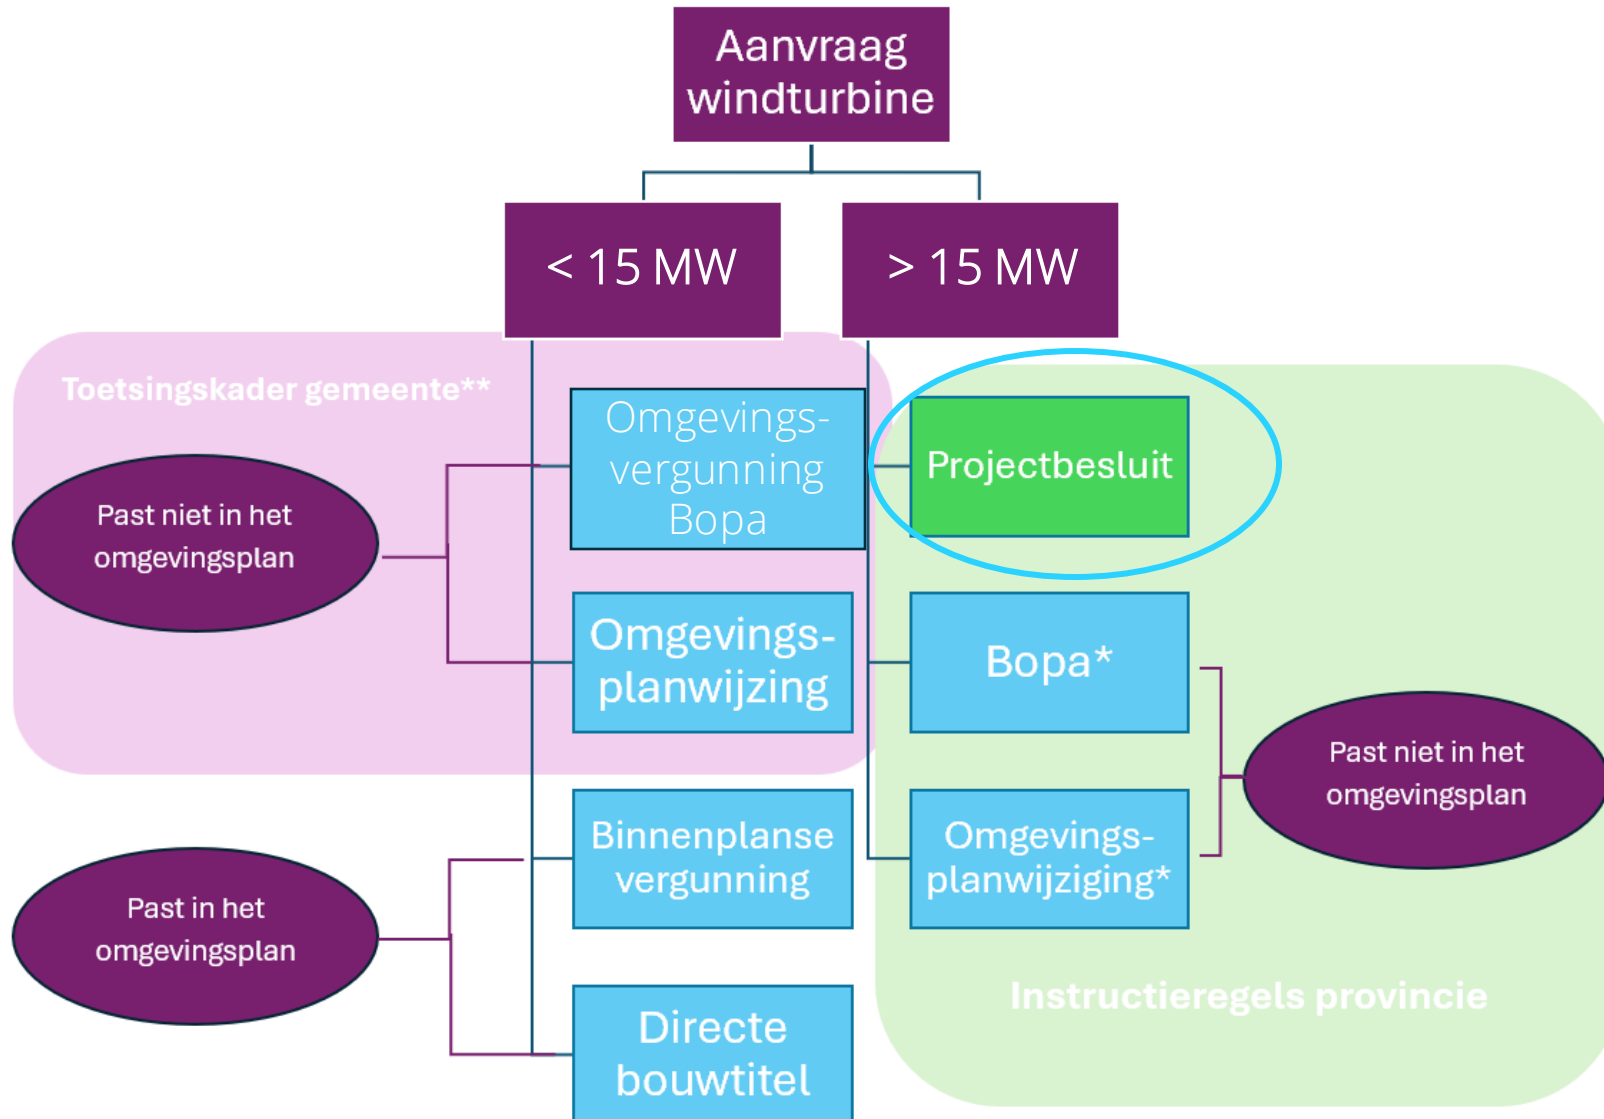 Aanvraag
windturbine
< 15 MW
> 15 MW
Toetsingskader gemeente**
Past niet in het
omgevingsplan
Omgevings-
vergunning
Bopa
Projectbesluit
Omgevings-
planwijzing
Bopa*
Past niet in het
omgevingsplan
Binnenplanse
vergunning
Omgevings-
planwijziging*
Past in het
omgevingsplan
Instructieregels provincie
Directe
bouwtitel